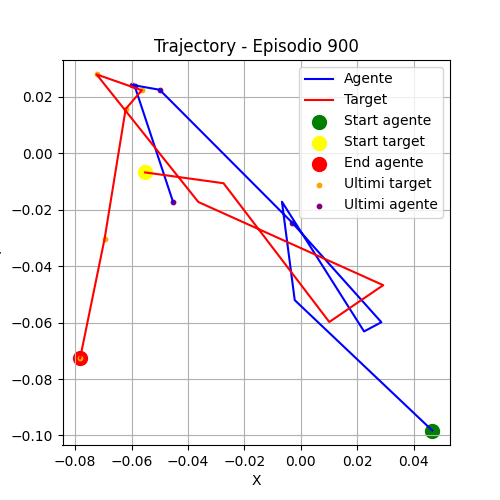 Trajectory - Episodio 900
Agente
Target
Start agente
Start target
End agente
Ultimi target
Ultimi agente
0.02
0.00
−0.02
−0.04
−0.06
−0.08
−0.10
−0.08 −0.06 −0.04 −0.02 0.00 0.02 0.04
X